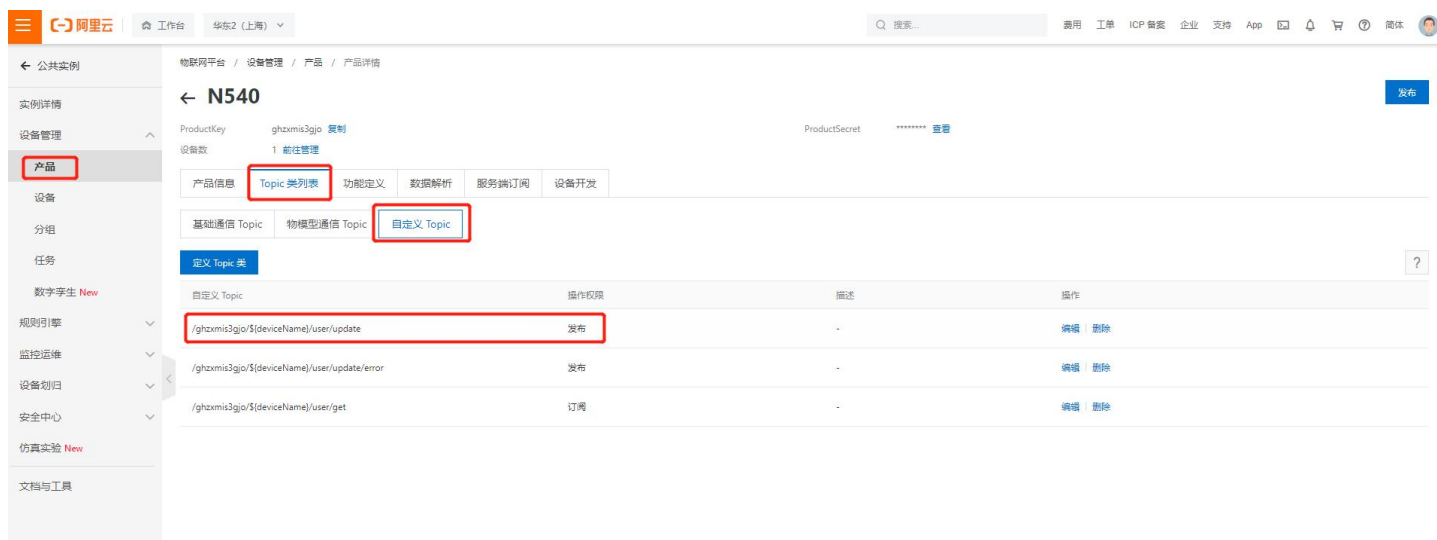 阿里云 工作台 华东2（上海） 搜索... 费用 工单 ICP 备案 企业 支持 App 简体
公共实例
实例详情
设备管理
产品
设备
分组
任务
数字孪生 New
规则引擎
监控运维
设备划归
安全中心
仿真实验 New
文档与工具
物联网平台 / 设备管理 / 产品 / 产品详情
← N540 发布
ProductKey ghzxmis3gjo 复制 ProductSecret ******** 查看
设备数 1 前往管理
产品信息 Topic 类列表 功能定义 数据解析 服务端订阅 设备开发
基础通信 Topic 物模型通信 Topic 自定义 Topic
定义 Topic 类 ?
自定义 Topic 操作权限 描述 操作
/ghzxmis3gjo/${deviceName}/user/update 发布 - 编辑 删除
/ghzxmis3gjo/${deviceName}/user/update/error 发布 - 编辑 删除
/ghzxmis3gjo/${deviceName}/user/get 订阅 - 编辑 删除